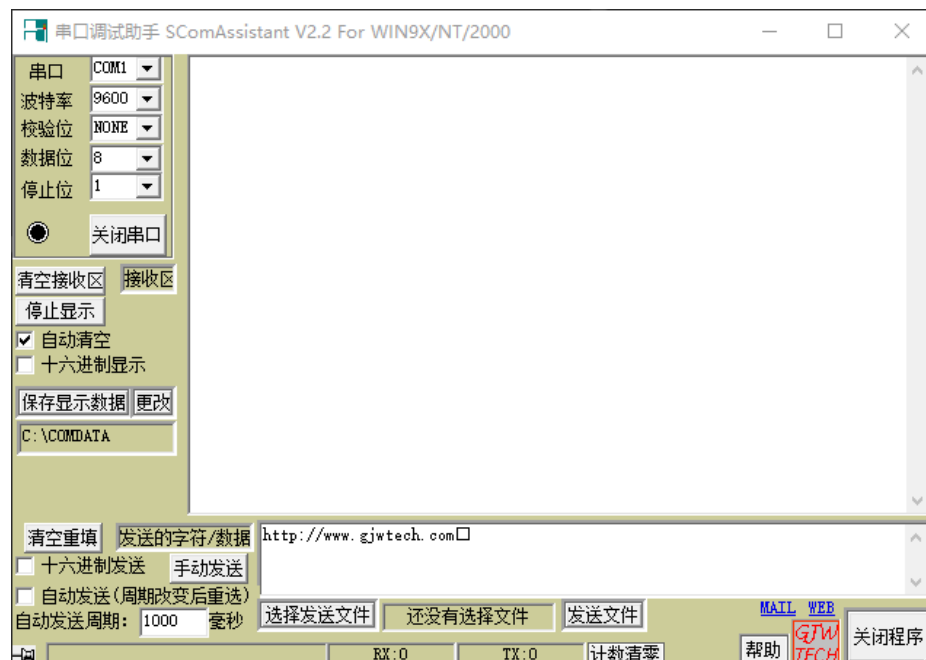 串口调试助手 SComAssistant V2.2 For WIN9X/NT/2000
串口 COM1
波特率 9600
校验位 NONE
数据位 8
停止位 1
关闭串口
清空接收区 接收区
停止显示
自动清空
十六进制显示
保存显示数据 更改
C:\COMDATA
清空重填 发送的字符/数据 http://www.gjwtech.com
十六进制发送 手动发送
自动发送(周期改变后重选)
自动发送周期: 1000 毫秒 选择发送文件 还没有选择文件 发送文件
MAIL WEB
GJW
TECH
关闭程序
RX:0 TX:0 计数清零 帮助